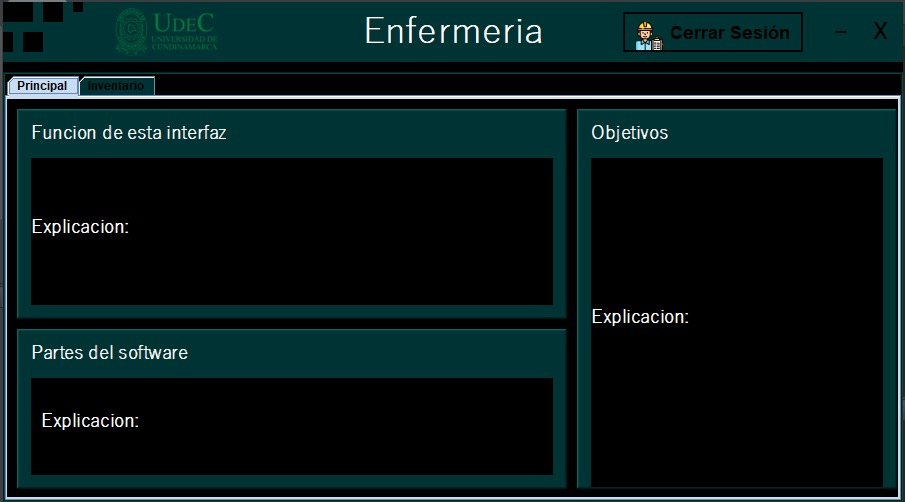 UDEC
UNIVERSIDAD DE
CUNDINAMARCA
Enfermeria
Cerrar Sesión
– X
Principal
Inventario
Funcion de esta interfaz
Explicacion:
Partes del software
Explicacion:
Objetivos
Explicacion: